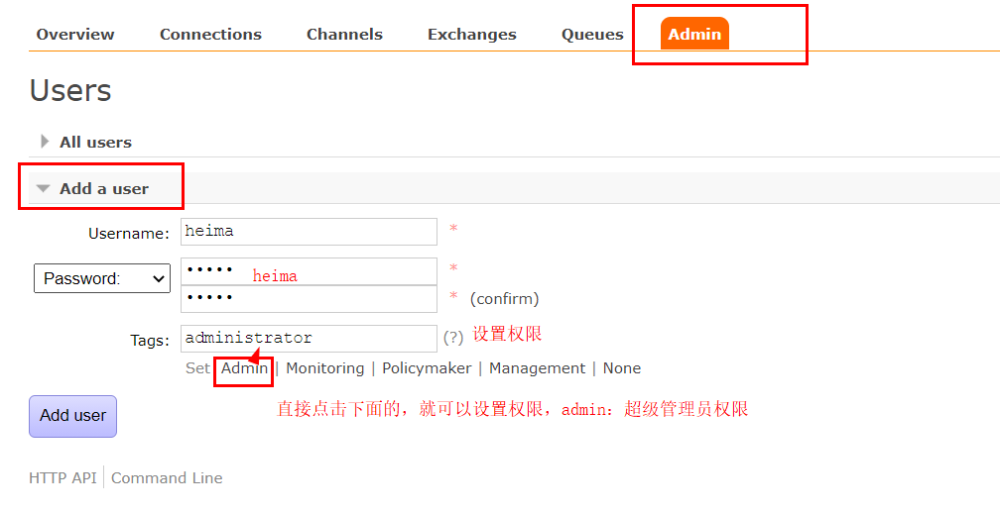 Overview Connections Channels Exchanges Queues Admin
Users
All users
Add a user
Username: heima *
Password: ••••• heima *
••••• * (confirm)
Tags: administrator (?) 设置权限
Set Admin | Monitoring | Policymaker | Management | None
Add user 直接点击下面的，就可以设置权限，admin：超级管理员权限
HTTP API Command Line